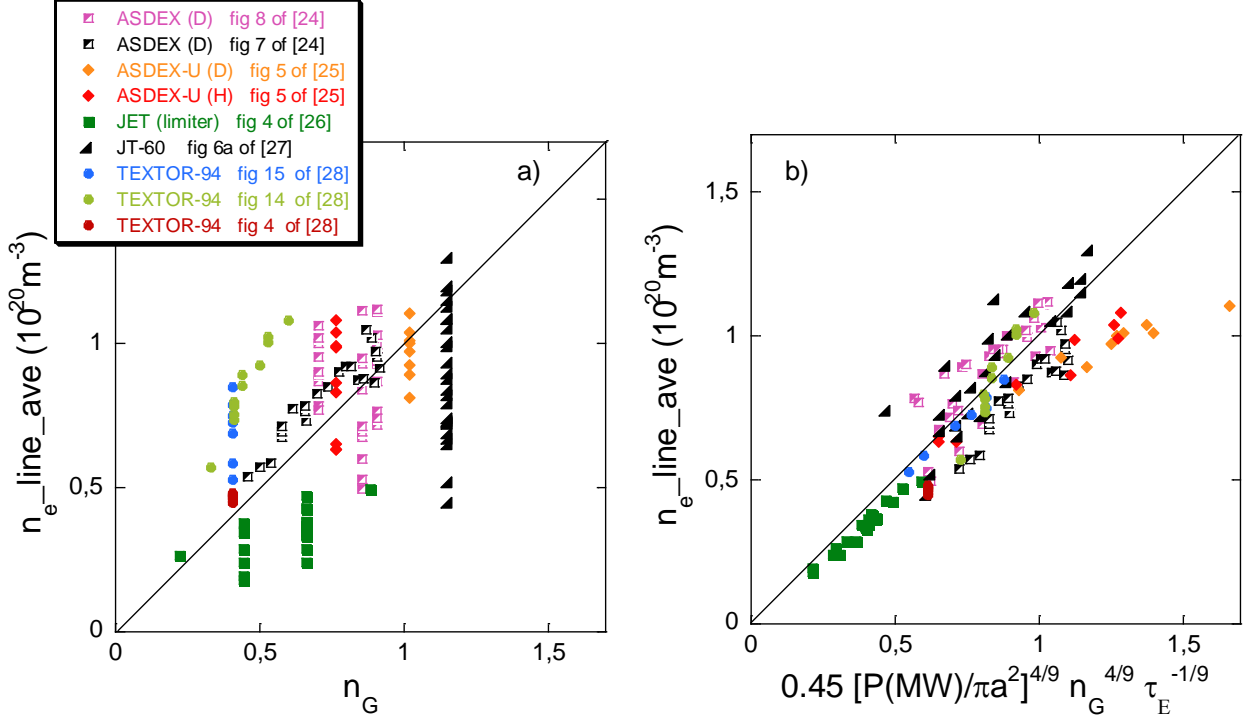 ASDEX (D) fig 8 of [24]
ASDEX (D) fig 7 of [24]
ASDEX-U (D) fig 5 of [25]
ASDEX-U (H) fig 5 of [25]
JET (limiter) fig 4 of [26]
JT-60 fig 6a of [27]
TEXTOR-94 fig 15 of [28]
TEXTOR-94 fig 14 of [28]
TEXTOR-94 fig 4 of [28]
a)
n_e_line_ave (10^20 m^-3)
1
0,5
0
0 0,5 1 1,5
n_G
b)
n_e_line_ave (10^20 m^-3)
1,5
1
0,5
0
0 0,5 1 1,5
0.45 [P(MW)/πa^2]^4/9 n_G^4/9 τ_E^-1/9